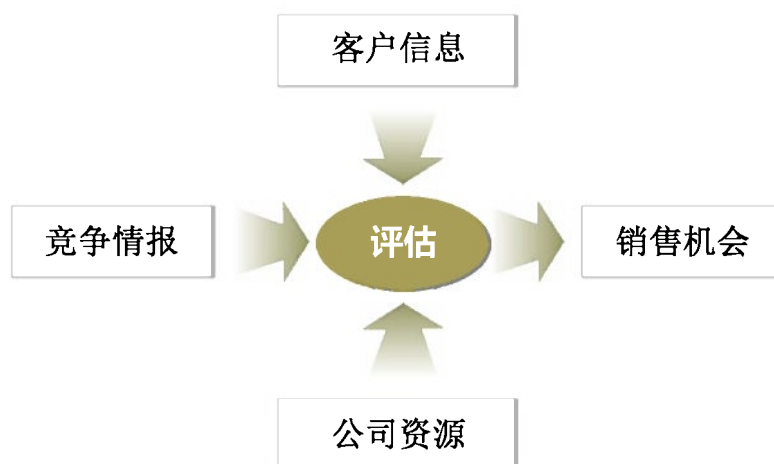 客户信息
竞争情报
评估
销售机会
公司资源